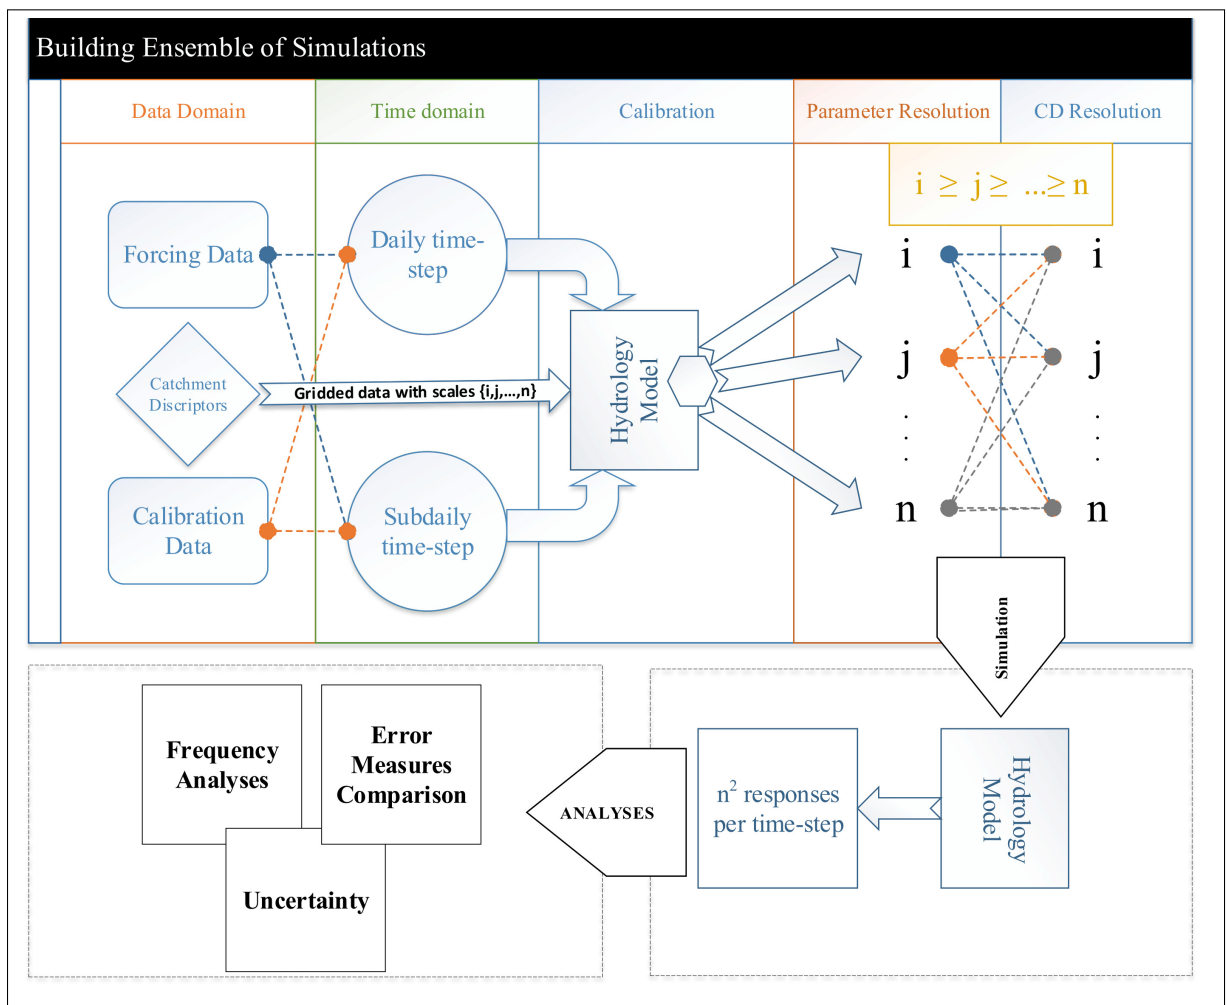 Building Ensemble of Simulations
Data Domain
Time domain
Calibration
Parameter Resolution
CD Resolution
i ≥ j ≥ ...≥ n
Forcing Data
Daily time-
step
Catchment
Discriptors
Gridded data with scales {i,j,...,n}
Hydrology
Model
Calibration
Data
Subdaily
time-step
i
i
j
j
.
.
.
.
.
.
n
n
Simulation
Frequency
Analyses
Error
Measures
Comparison
Uncertainty
ANALYSES
n² responses
per time-step
Hydrology
Model